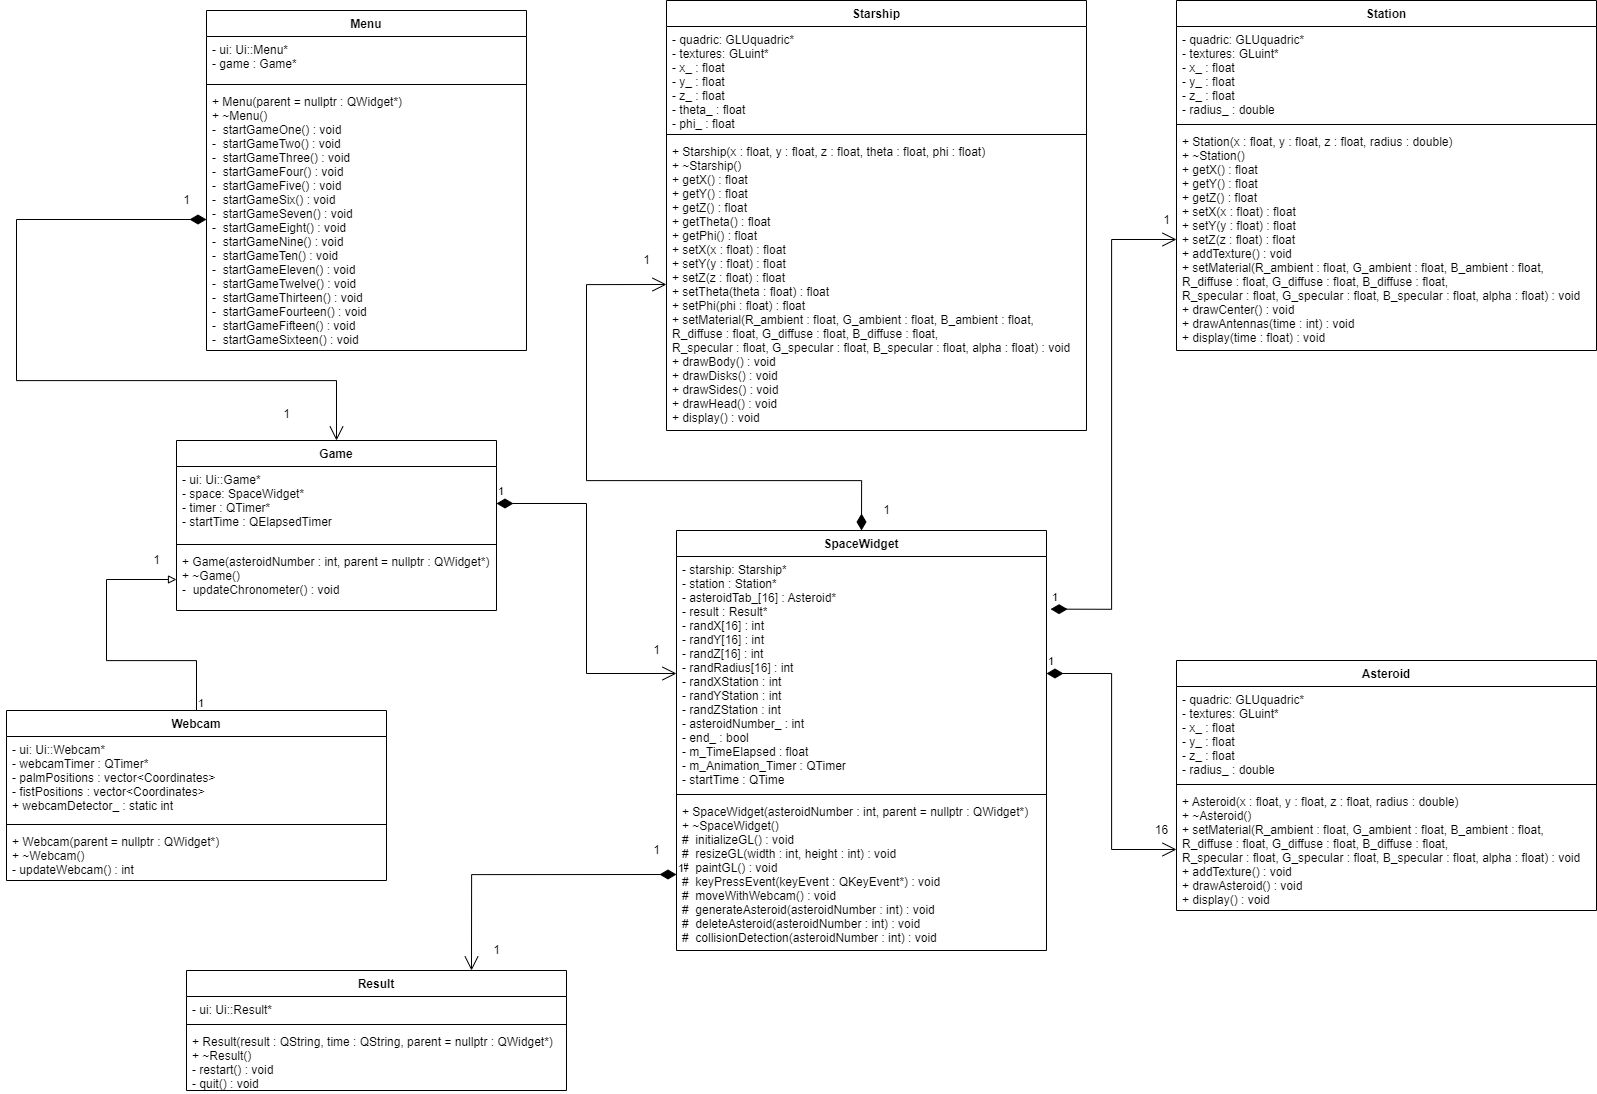 Menu
- ui: Ui::Menu*
- game : Game*
+ Menu(parent = nullptr : QWidget*)
+ ~Menu()
- startGameOne() : void
- startGameTwo() : void
- startGameThree() : void
- startGameFour() : void
- startGameFive() : void
- startGameSix() : void
- startGameSeven() : void
- startGameEight() : void
- startGameNine() : void
- startGameTen() : void
- startGameEleven() : void
- startGameTwelve() : void
- startGameThirteen() : void
- startGameFourteen() : void
- startGameFifteen() : void
- startGameSixteen() : void
1
1
Starship
- quadric: GLUquadric*
- textures: GLuint*
- x_ : float
- y_ : float
- z_ : float
- theta_ : float
- phi_ : float
+ Starship(x : float, y : float, z : float, theta : float, phi : float)
+ ~Starship()
+ getX() : float
+ getY() : float
+ getZ() : float
+ getTheta() : float
+ getPhi() : float
+ setX(x : float) : float
+ setY(y : float) : float
+ setZ(z : float) : float
+ setTheta(theta : float) : float
+ setPhi(phi : float) : float
+ setMaterial(R_ambient : float, G_ambient : float, B_ambient : float,
R_diffuse : float, G_diffuse : float, B_diffuse : float,
R_specular : float, G_specular : float, B_specular : float, alpha : float) : void
+ drawBody() : void
+ drawDisks() : void
+ drawSides() : void
+ drawHead() : void
+ display() : void
1
1
Station
- quadric: GLUquadric*
- textures: GLuint*
- x_ : float
- y_ : float
- z_ : float
- radius_ : double
+ Station(x : float, y : float, z : float, radius : double)
+ ~Station()
+ getX() : float
+ getY() : float
+ getZ() : float
+ setX(x : float) : float
+ setY(y : float) : float
+ setZ(z : float) : float
+ addTexture() : void
+ setMaterial(R_ambient : float, G_ambient : float, B_ambient : float,
R_diffuse : float, G_diffuse : float, B_diffuse : float,
R_specular : float, G_specular : float, B_specular : float, alpha : float) : void
+ drawCenter() : void
+ drawAntennas(time : int) : void
+ display(time : float) : void
1
1
Game
- ui: Ui::Game*
- space: SpaceWidget*
- timer : QTimer*
- startTime : QElapsedTimer
+ Game(asteroidNumber : int, parent = nullptr : QWidget*)
+ ~Game()
- updateChronometer() : void
1
1
1
1
SpaceWidget
- starship: Starship*
- station : Station*
- asteroidTab_[16] : Asteroid*
- result : Result*
- randX[16] : int
- randY[16] : int
- randZ[16] : int
- randRadius[16] : int
- randXStation : int
- randYStation : int
- randZStation : int
- asteroidNumber_ : int
- end_ : bool
- m_TimeElapsed : float
- m_Animation_Timer : QTimer
- startTime : QTime
+ SpaceWidget(asteroidNumber : int, parent = nullptr : QWidget*)
+ ~SpaceWidget()
# initializeGL() : void
# resizeGL(width : int, height : int) : void
# paintGL() : void
# keyPressEvent(keyEvent : QKeyEvent*) : void
# moveWithWebcam() : void
# generateAsteroid(asteroidNumber : int) : void
# deleteAsteroid(asteroidNumber : int) : void
# collisionDetection(asteroidNumber : int) : void
1
16
Asteroid
- quadric: GLUquadric*
- textures: GLuint*
- x_ : float
- y_ : float
- z_ : float
- radius_ : double
+ Asteroid(x : float, y : float, z : float, radius : double)
+ ~Asteroid()
+ setMaterial(R_ambient : float, G_ambient : float, B_ambient : float,
R_diffuse : float, G_diffuse : float, B_diffuse : float,
R_specular : float, G_specular : float, B_specular : float, alpha : float) : void
+ addTexture() : void
+ drawAsteroid() : void
+ display() : void
Webcam
- ui: Ui::Webcam*
- webcamTimer : QTimer*
- palmPositions : vector<Coordinates>
- fistPositions : vector<Coordinates>
+ webcamDetector_ : static int
+ Webcam(parent = nullptr : QWidget*)
+ ~Webcam()
- updateWebcam() : int
1
1
1
Result
- ui: Ui::Result*
+ Result(result : QString, time : QString, parent = nullptr : QWidget*)
+ ~Result()
- restart() : void
- quit() : void